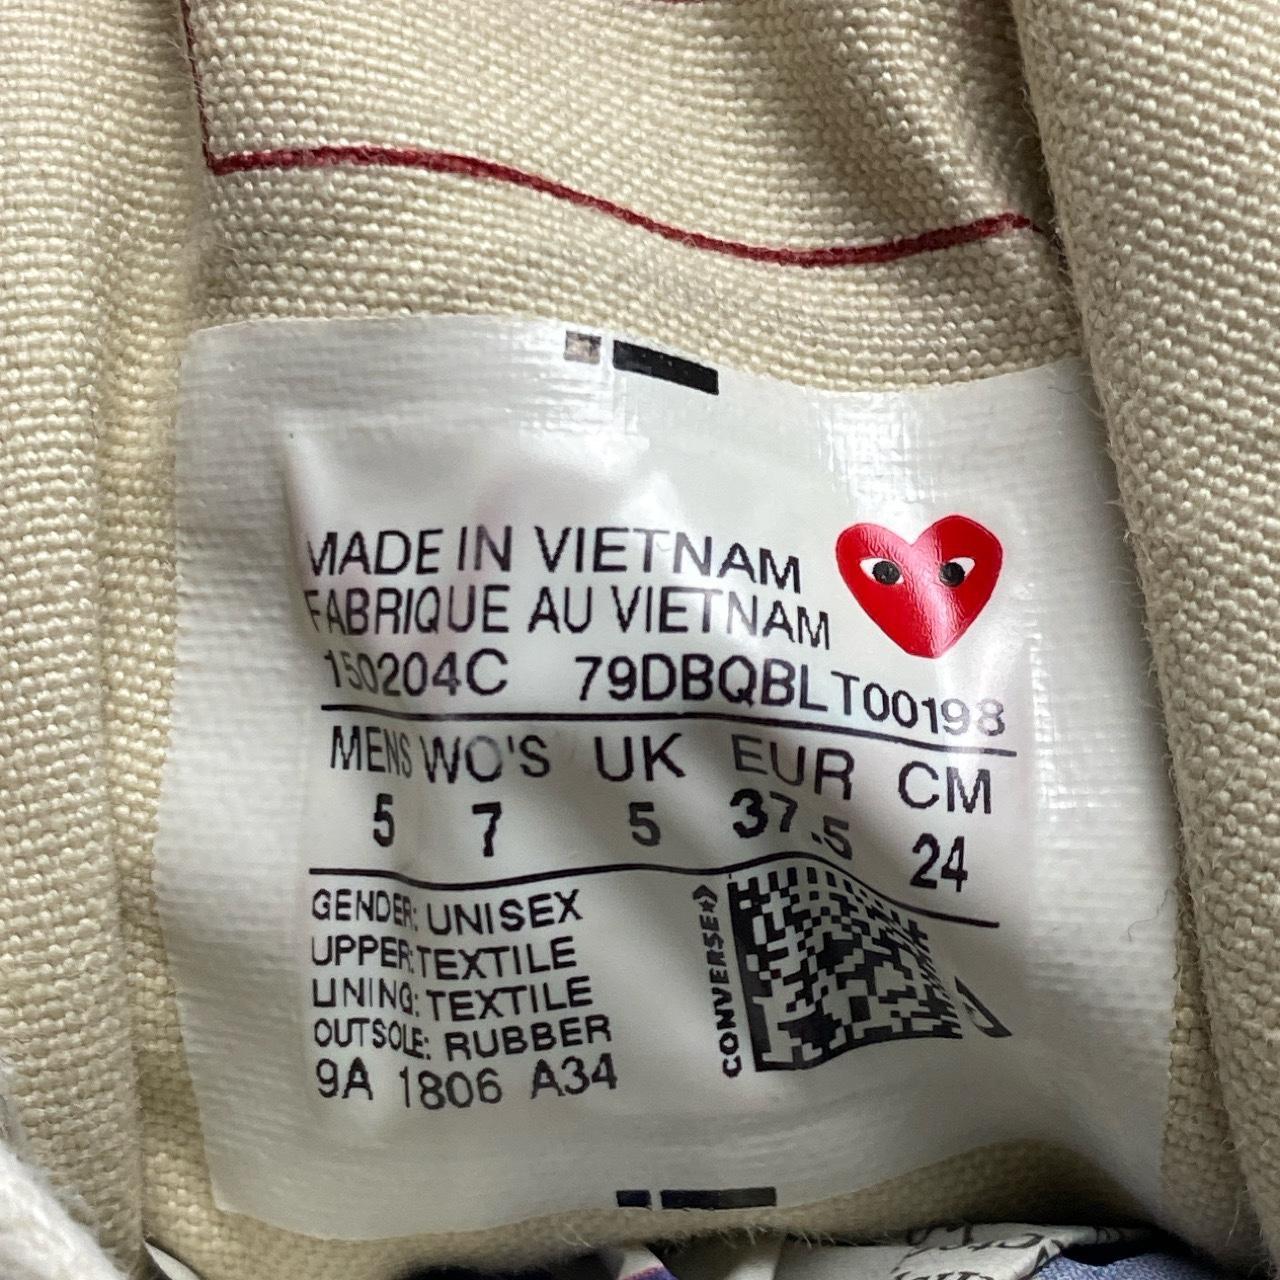 MADE IN VIETNAM
FABRIQUE AU VIETNAM
150204C 79DBQBLT00198
MENS WO'S UK EUR CM
5 7 5 37.5 24
GENDER: UNISEX
UPPER: TEXTILE
LINING: TEXTILE
OUTSOLE: RUBBER
9A 1806 A34
CONVERSE